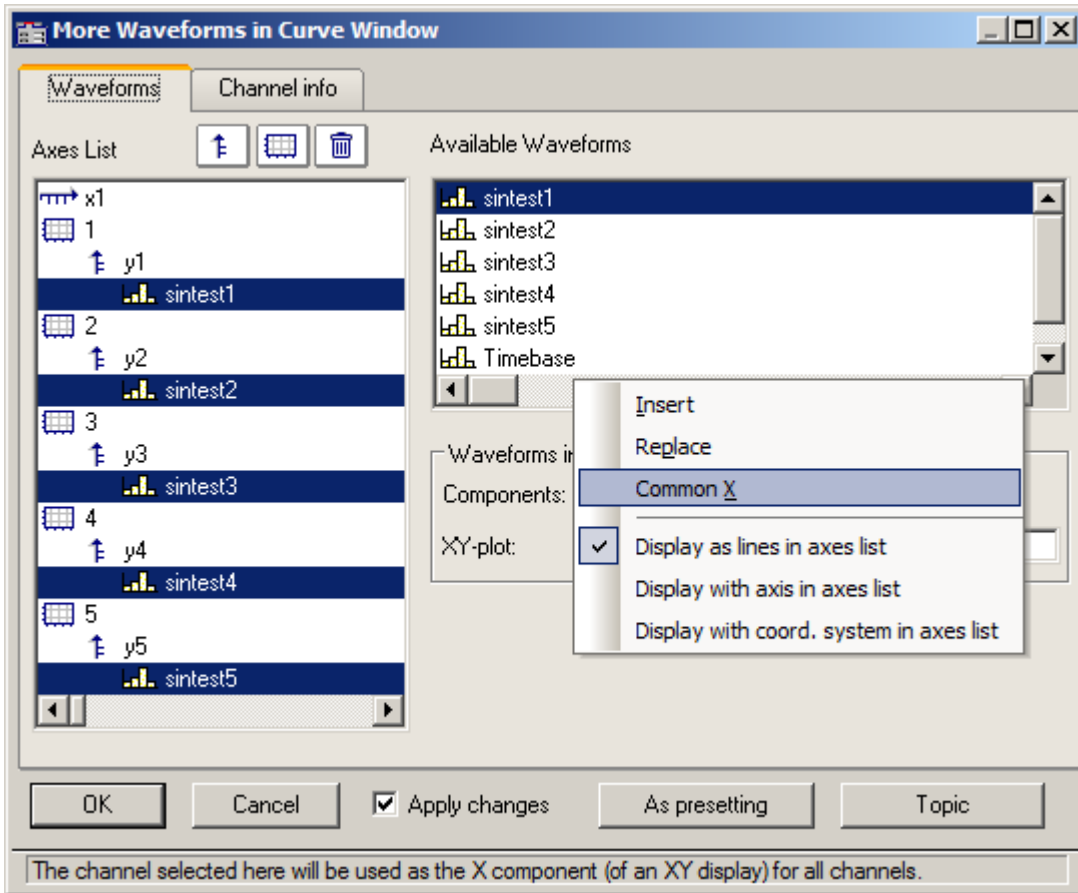 More Waveforms in Curve Window
Waveforms
Channel info
Axes List
Available Waveforms
x1
1
y1
sintest1
2
y2
sintest2
3
y3
sintest3
4
y4
sintest4
5
y5
sintest5
sintest1
sintest2
sintest3
sintest4
sintest5
Timebase
Waveforms
Components:
XY-plot:
Insert
Replace
Common X
Display as lines in axes list
Display with axis in axes list
Display with coord. system in axes list
OK
Cancel
Apply changes
As presetting
Topic
The channel selected here will be used as the X component (of an XY display) for all channels.